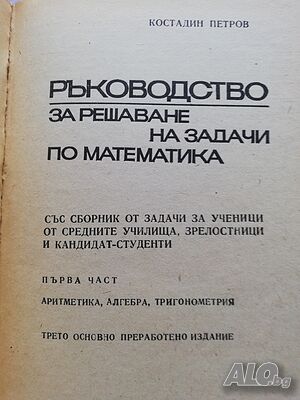 КОСТАДИН ПЕТРОВ
РЪКОВОДСТВО
ЗА РЕШАВАНЕ
НА ЗАДАЧИ
ПО МАТЕМАТИКА
СЪС СБОРНИК ОТ ЗАДАЧИ ЗА УЧЕНИЦИ
ОТ СРЕДНИТЕ УЧИЛИЩА, ЗРЕЛОСТНИЦИ
И КАНДИДАТ-СТУДЕНТИ
ПЪРВА ЧАСТ
АРИТМЕТИКА, АЛГЕБРА, ТРИГОНОМЕТРИЯ
ТРЕТО ОСНОВНО ПРЕРАБОТЕНО ИЗДАНИЕ
ALO.bg